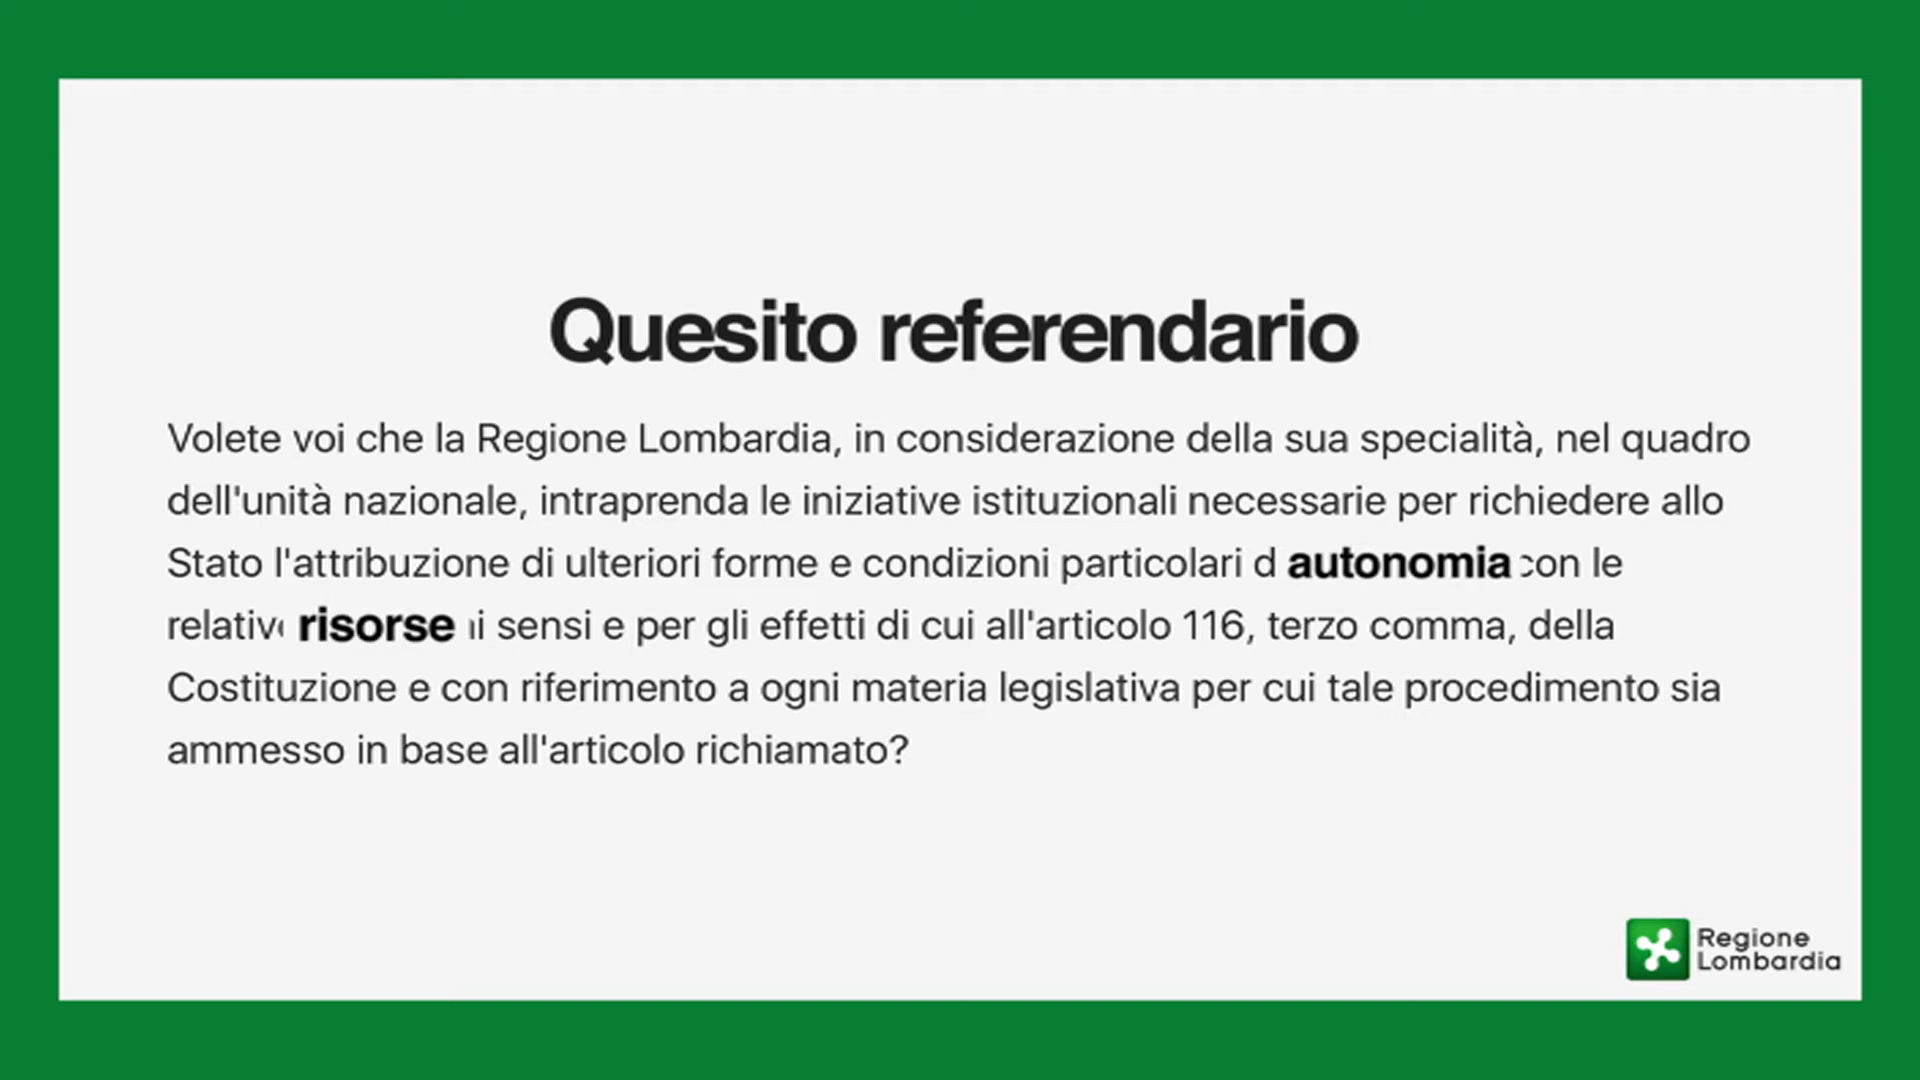 Quesito referendario
Volete voi che la Regione Lombardia, in considerazione della sua specialità, nel quadro
dell'unità nazionale, intraprenda le iniziative istituzionali necessarie per richiedere allo
Stato l'attribuzione di ulteriori forme e condizioni particolari d autonomia con le
relative risorse ai sensi e per gli effetti di cui all'articolo 116, terzo comma, della
Costituzione e con riferimento a ogni materia legislativa per cui tale procedimento sia
ammesso in base all'articolo richiamato?
Regione
Lombardia